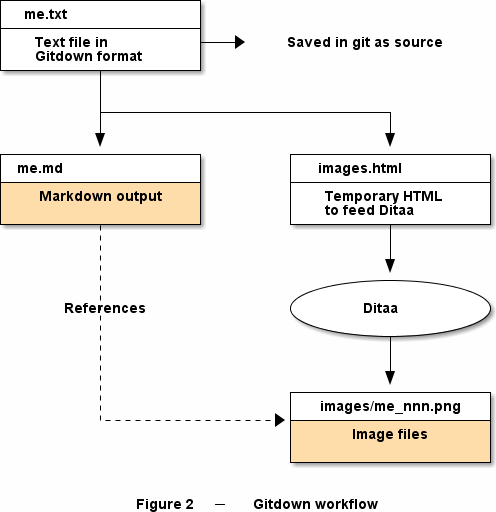 me.txt
Text file in
Gitdown format
Saved in git as source
me.md
Markdown output
images.html
Temporary HTML
to feed Ditaa
References
Ditaa
images/me_nnn.png
Image files
Figure 2 — Gitdown workflow